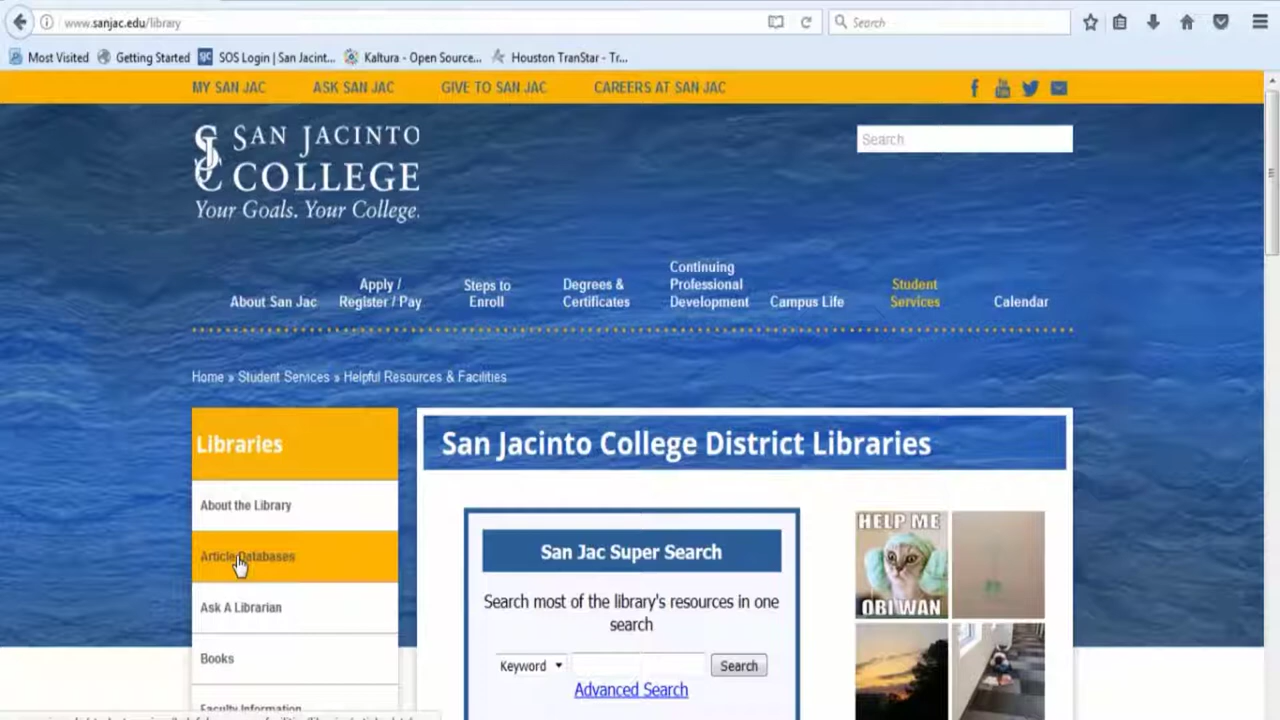 www.sanjac.edu/library
Search
Most Visited
Getting Started
SOS Login | San Jacint...
Kaltura - Open Source...
Houston TranStar - Tr...
MY SAN JAC
ASK SAN JAC
GIVE TO SAN JAC
CAREERS AT SAN JAC
SAN JACINTO
COLLEGE
Your Goals. Your College.
Search
About San Jac
Apply /
Register / Pay
Steps to
Enroll
Degrees &
Certificates
Continuing
Professional
Development
Campus Life
Student
Services
Calendar
Home » Student Services » Helpful Resources & Facilities
Libraries
About the Library
Article Databases
Ask A Librarian
Books
Faculty Information
San Jacinto College District Libraries
San Jac Super Search
Search most of the library's resources in one
search
Keyword
Search
Advanced Search
HELP ME
OBI WAN